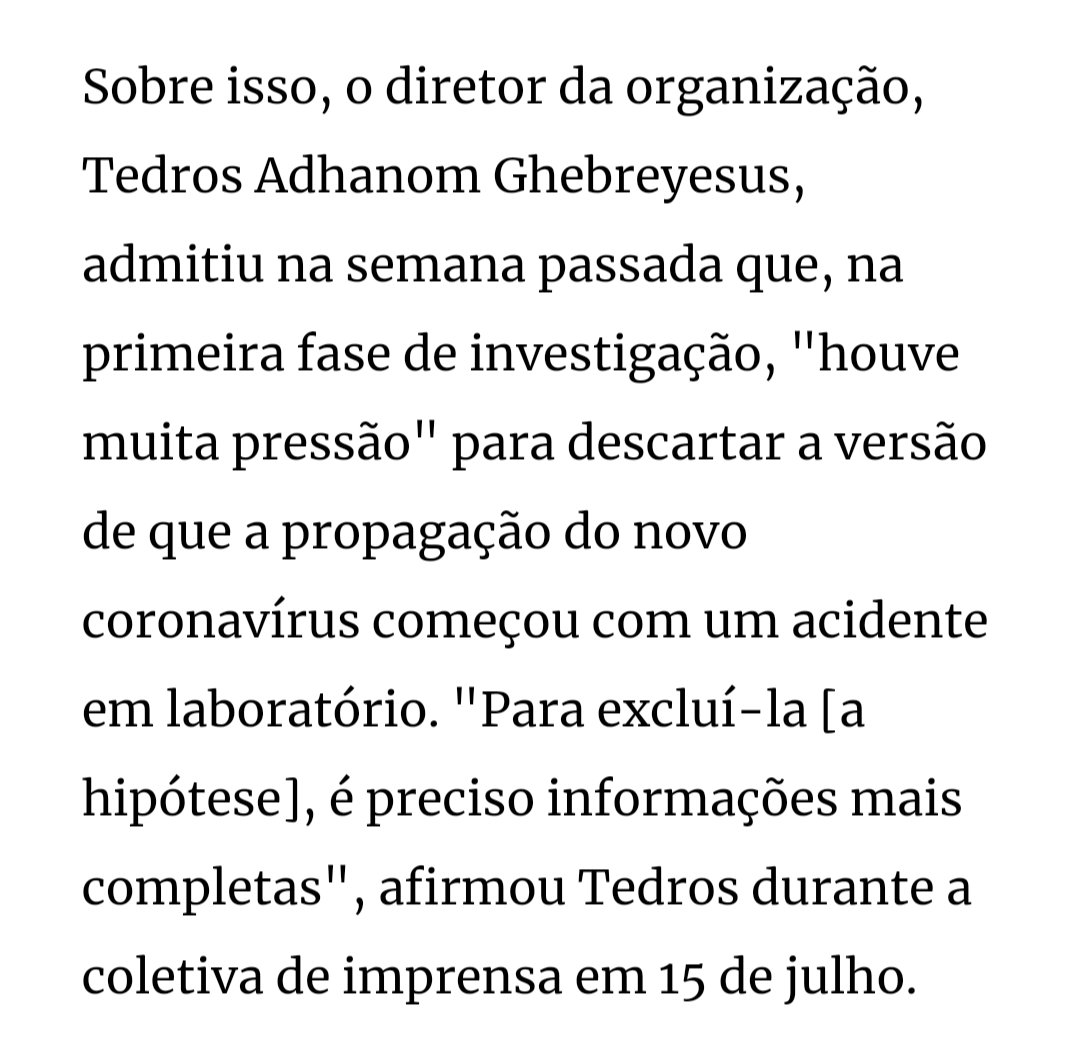 Sobre isso, o diretor da organização,
Tedros Adhanom Ghebreyesus,
admitiu na semana passada que, na
primeira fase de investigação, "houve
muita pressão" para descartar a versão
de que a propagação do novo
coronavírus começou com um acidente
em laboratório. "Para excluí-la [a
hipótese], é preciso informações mais
completas", afirmou Tedros durante a
coletiva de imprensa em 15 de julho.